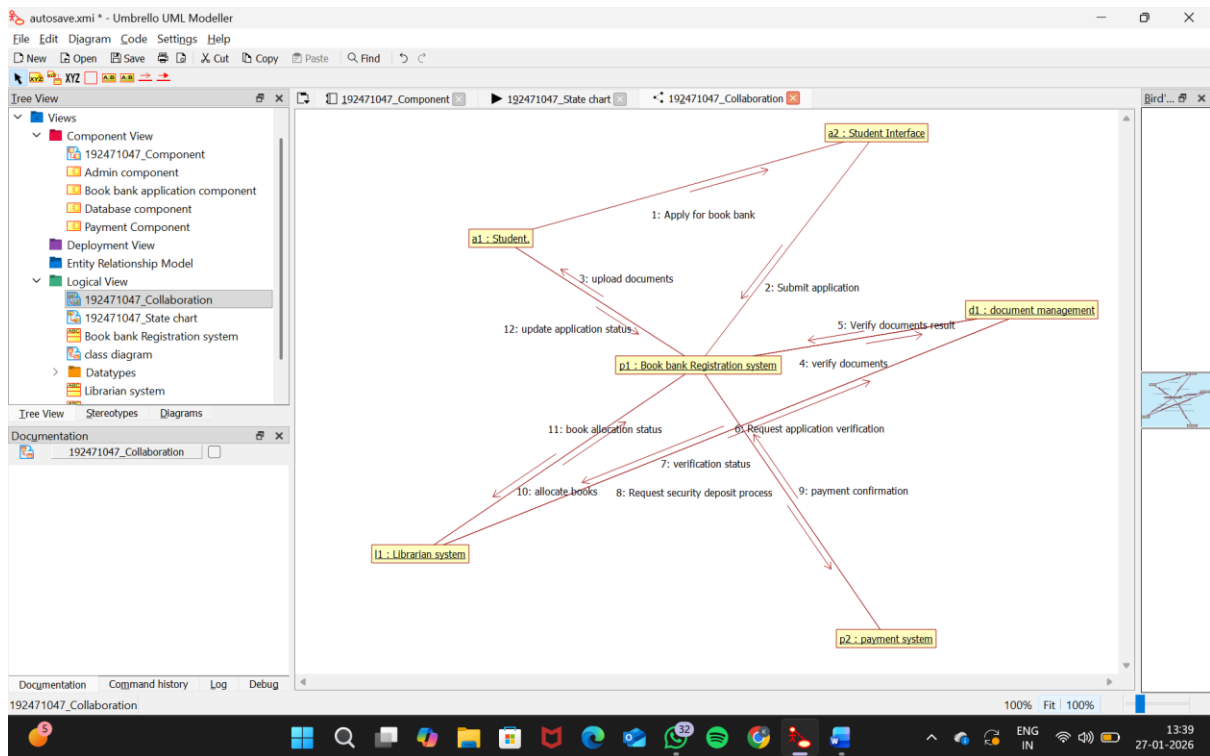 autosave.xmi * - Umbrello UML Modeller
File Edit Diagram Code Settings Help
New Open Save Cut Copy Paste Find
XYZ XYZ A:B A:B
Tree View
192471047_Component 192471047_State chart 192471047_Collaboration
Bird'...
Views
Component View
192471047_Component
Admin component
Book bank application component
Database component
Payment Component
Deployment View
Entity Relationship Model
Logical View
192471047_Collaboration
192471047_State chart
Book bank Registration system
class diagram
Datatypes
Librarian system
Tree View Stereotypes Diagrams
Documentation
192471047_Collaboration
a2 : Student Interface
1: Apply for book bank
a1 : Student.
3: upload documents
2: Submit application
d1 : document management
12: update application status
5: Verify documents result
p1 : Book bank Registration system
4: verify documents
11: book allocation status
6: Request application verification
7: verification status
10: allocate books
8: Request security deposit process
9: payment confirmation
l1 : Librarian system
p2 : payment system
Documentation Command history Log Debug
192471047_Collaboration
100% Fit 100%
5
32
ENG
IN
13:39
27-01-2026